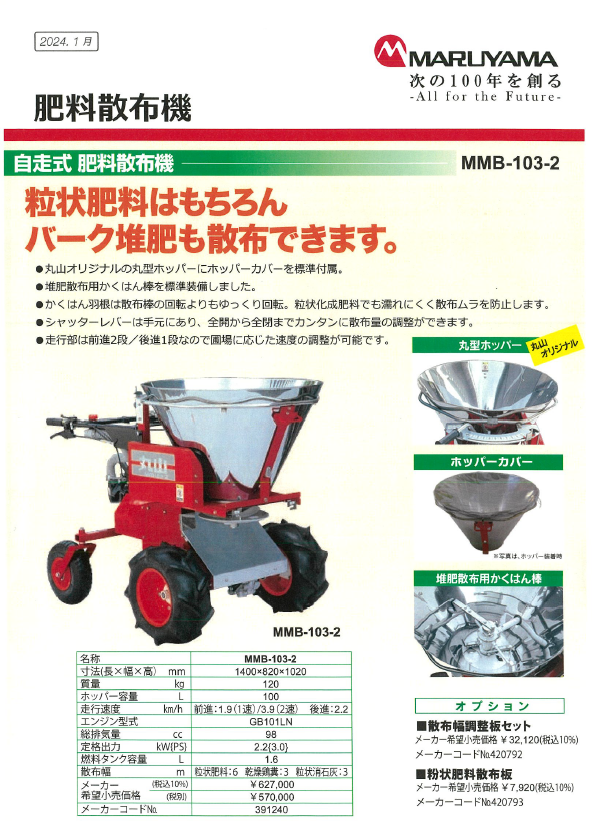 2024.1月
MARUYAMA
次の100年を創る
-All for the Future-
肥料散布機
自走式 肥料散布機
MMB-103-2
粒状肥料はもちろん
バーク堆肥も散布できます。
●丸山オリジナルの丸型ホッパーにホッパーカバーを標準付属。
●堆肥散布用かくはん棒を標準装備しました。
●かくはん羽根は散布棒の回転よりもゆっくり回転。粒状化成肥料でも濡れにくく散布ムラを防止します。
●シャッターレバーは手元にあり、全開から全閉までカンタンに散布量の調整ができます。
●走行部は前進2段／後進1段なので圃場に応じた速度の調整が可能です。
丸型ホッパー
丸山
オリジナル
ホッパーカバー
※写真は、ホッパー装着時
堆肥散布用かくはん棒
丸山
MMB-103-2
名称 MMB-103-2
寸法(長×幅×高) mm 1400×820×1020
質量 kg 120
ホッパー容量 L 100
走行速度 km/h 前進：1.9(1速)/3.9(2速) 後進：2.2
エンジン型式 GB101LN
総排気量 cc 98
定格出力 kW{PS} 2.2{3.0}
燃料タンク容量 L 1.6
散布幅 m 粒状肥料：6 乾燥鶏糞：3 粒状消石灰：3
メーカー (税込10%) ￥627,000
希望小売価格 (税別) ￥570,000
メーカーコードNo. 391240
オプション
■散布幅調整板セット
メーカー希望小売価格 ￥32,120(税込10%)
メーカーコードNo.420792
■粉状肥料散布板
メーカー希望小売価格 ￥7,920(税込10%)
メーカーコードNo.420793